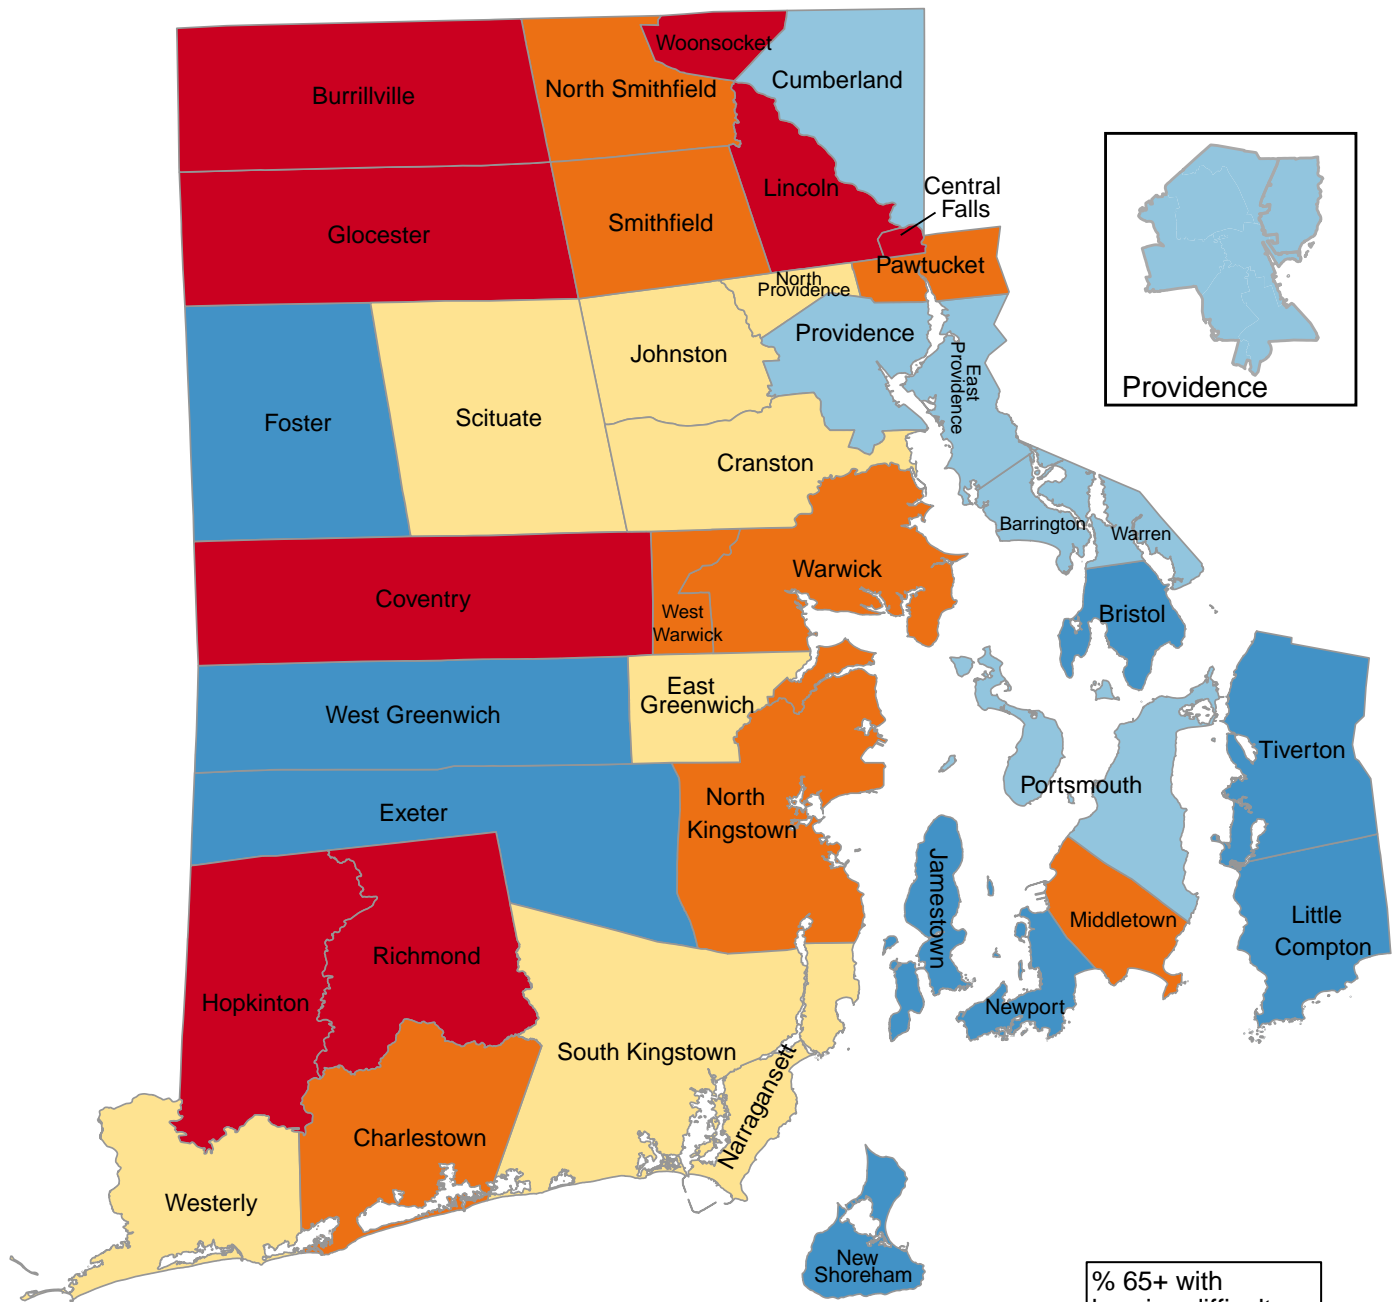 Woonsocket
Cumberland
North Smithfield
Burrillville
Central
Falls
Lincoln
Smithfield
Glocester
Pawtucket
North
Providence
Providence
East
Providence
Johnston
Scituate
Foster
Cranston
Providence
Barrington
Warren
Warwick
Coventry
West
Warwick
Bristol
East
Greenwich
West Greenwich
Tiverton
Portsmouth
North
Kingstown
Exeter
Jamestown
Middletown
Little
Compton
Richmond
Hopkinton
Newport
South Kingstown
Narragansett
Charlestown
Westerly
New
Shoreham
% 65+ with